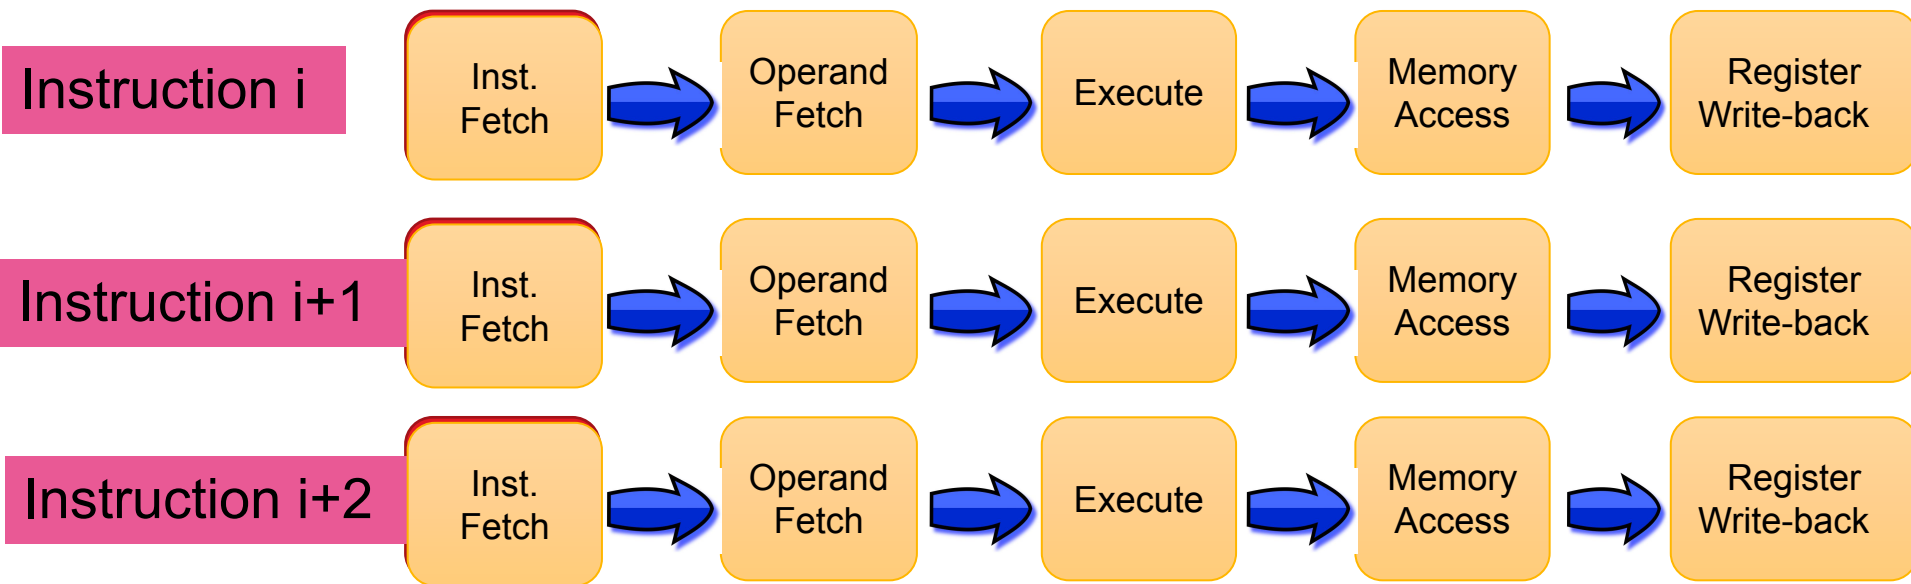 Instruction i
Inst.
Fetch
Operand
Fetch
Execute
Memory
Access
Register
Write-back
Instruction i+1
Inst.
Fetch
Operand
Fetch
Execute
Memory
Access
Register
Write-back
Instruction i+2
Inst.
Fetch
Operand
Fetch
Execute
Memory
Access
Register
Write-back